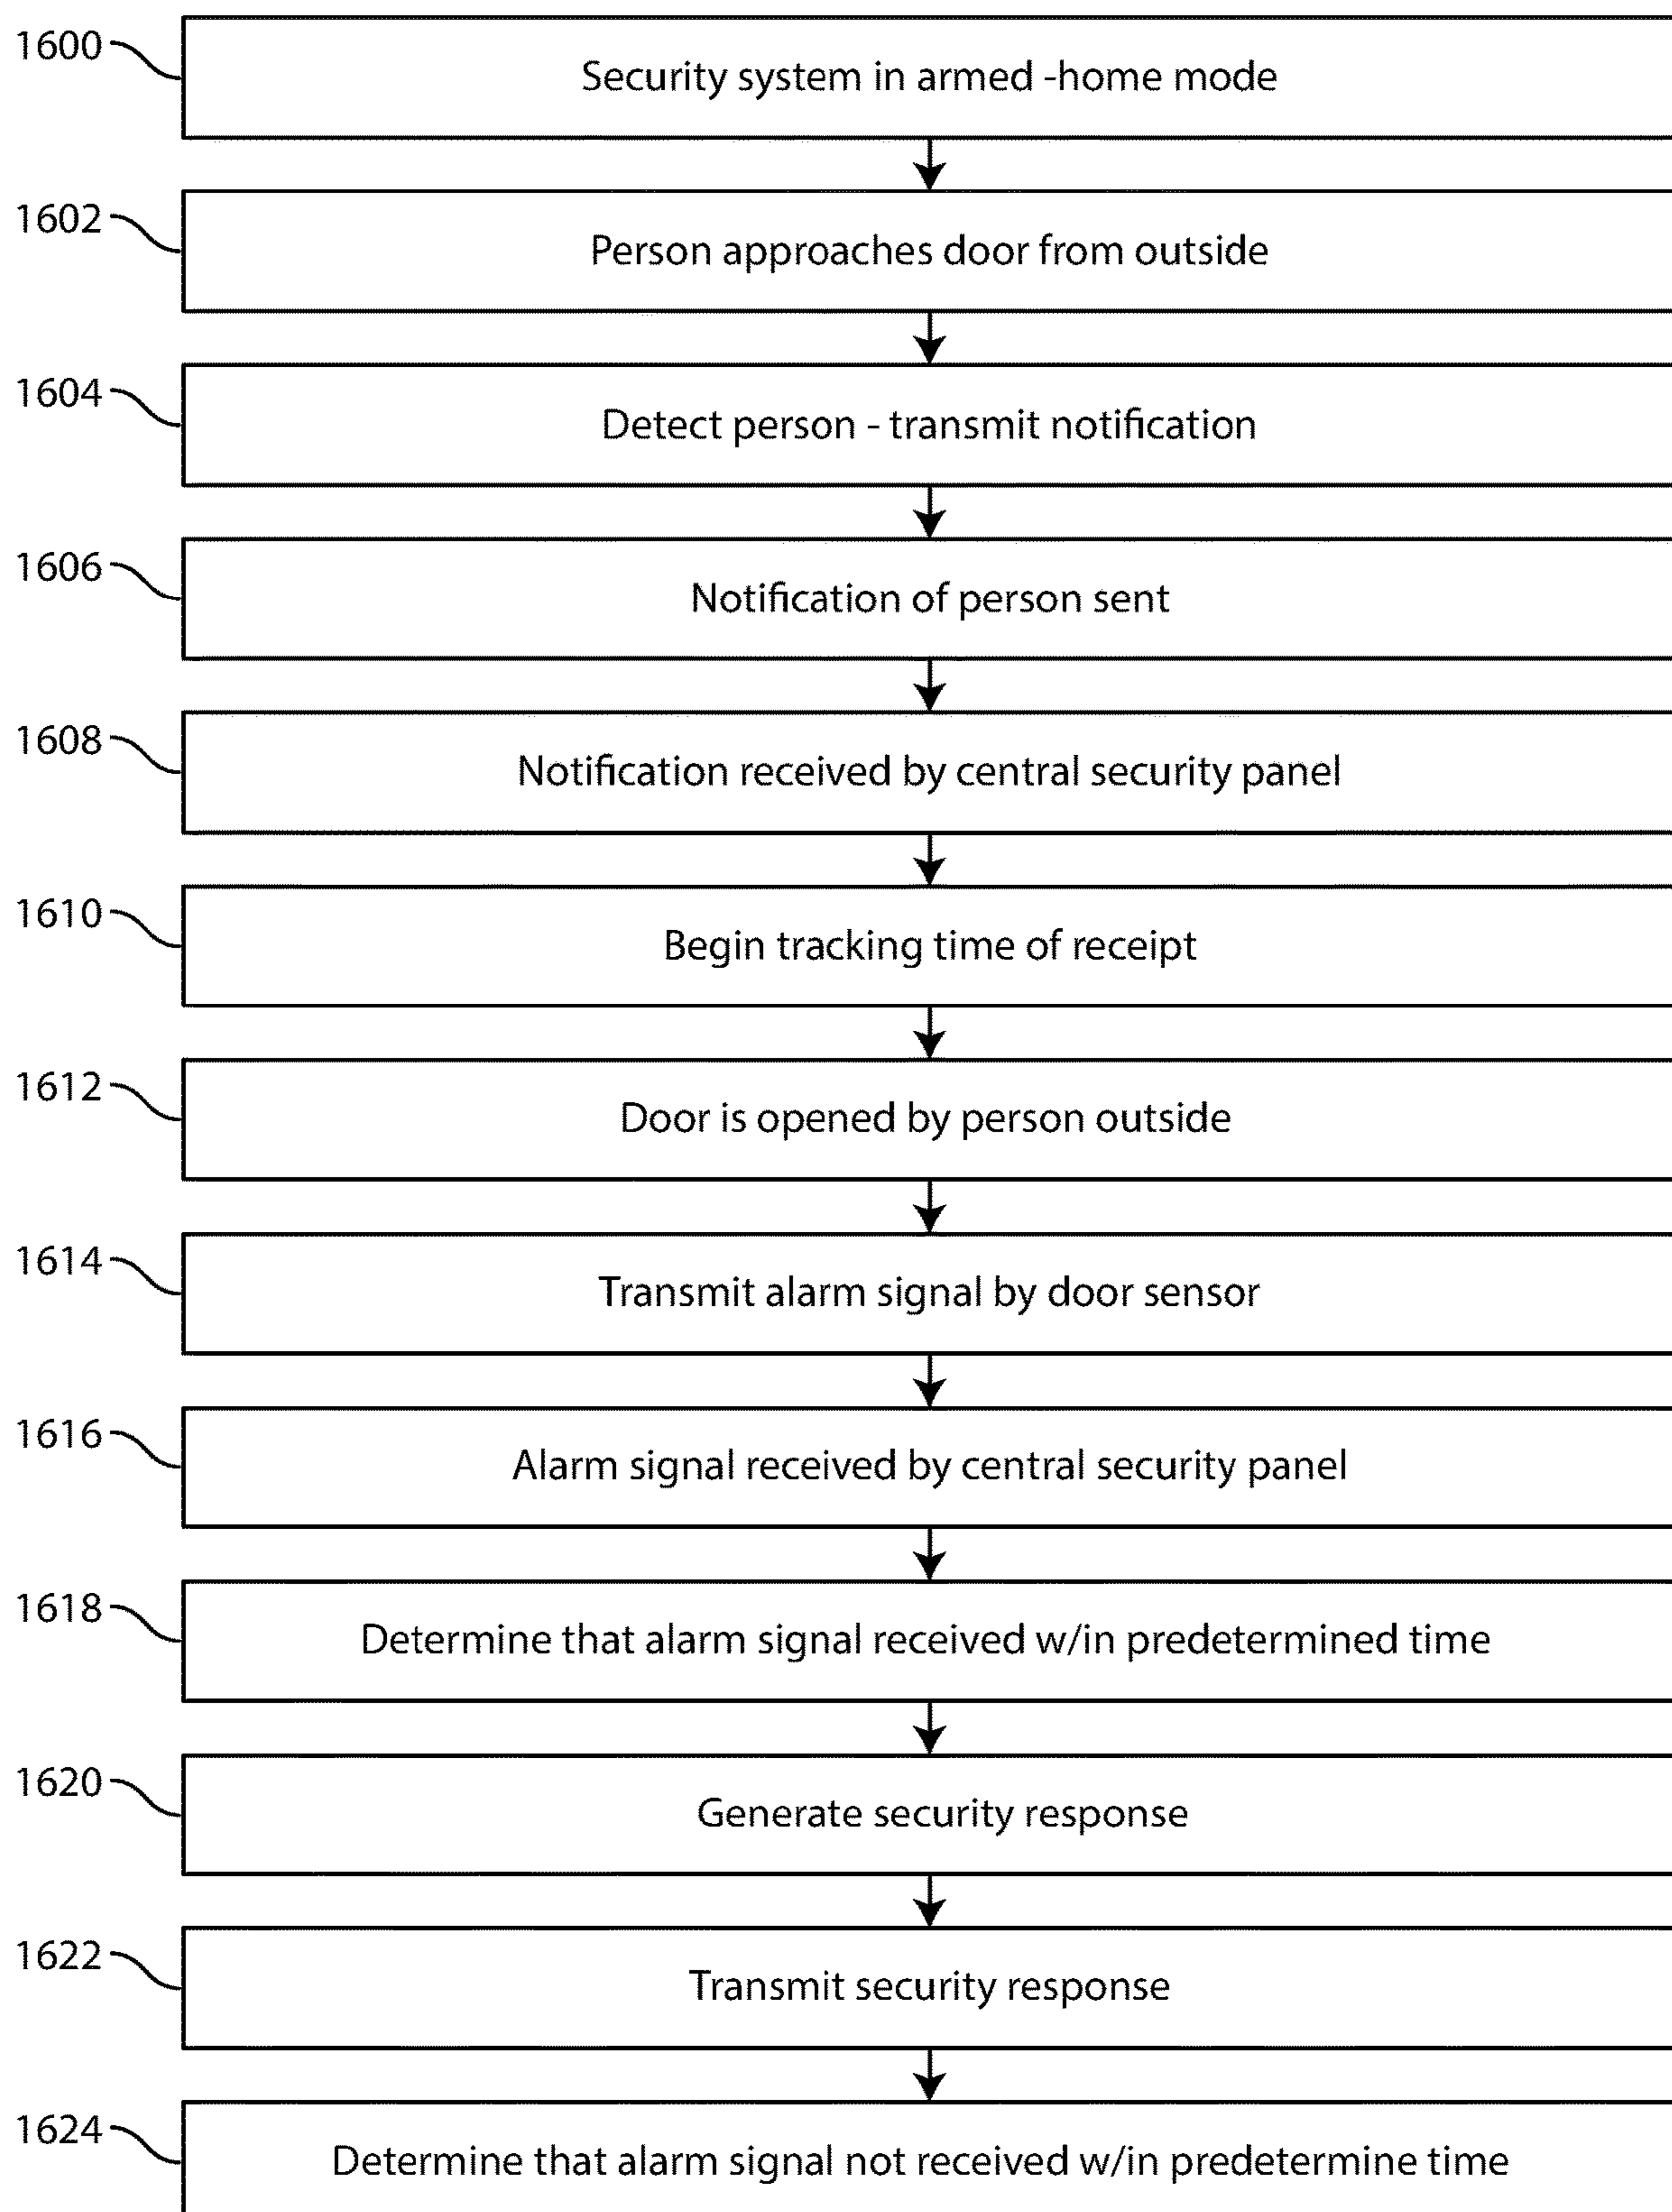 1600 Security system in armed -home mode
1602 Person approaches door from outside
1604 Detect person - transmit notification
1606 Notification of person sent
1608 Notification received by central security panel
1610 Begin tracking time of receipt
1612 Door is opened by person outside
1614 Transmit alarm signal by door sensor
1616 Alarm signal received by central security panel
1618 Determine that alarm signal received w/in predetermined time
1620 Generate security response
1622 Transmit security response
1624 Determine that alarm signal not received w/in predetermine time